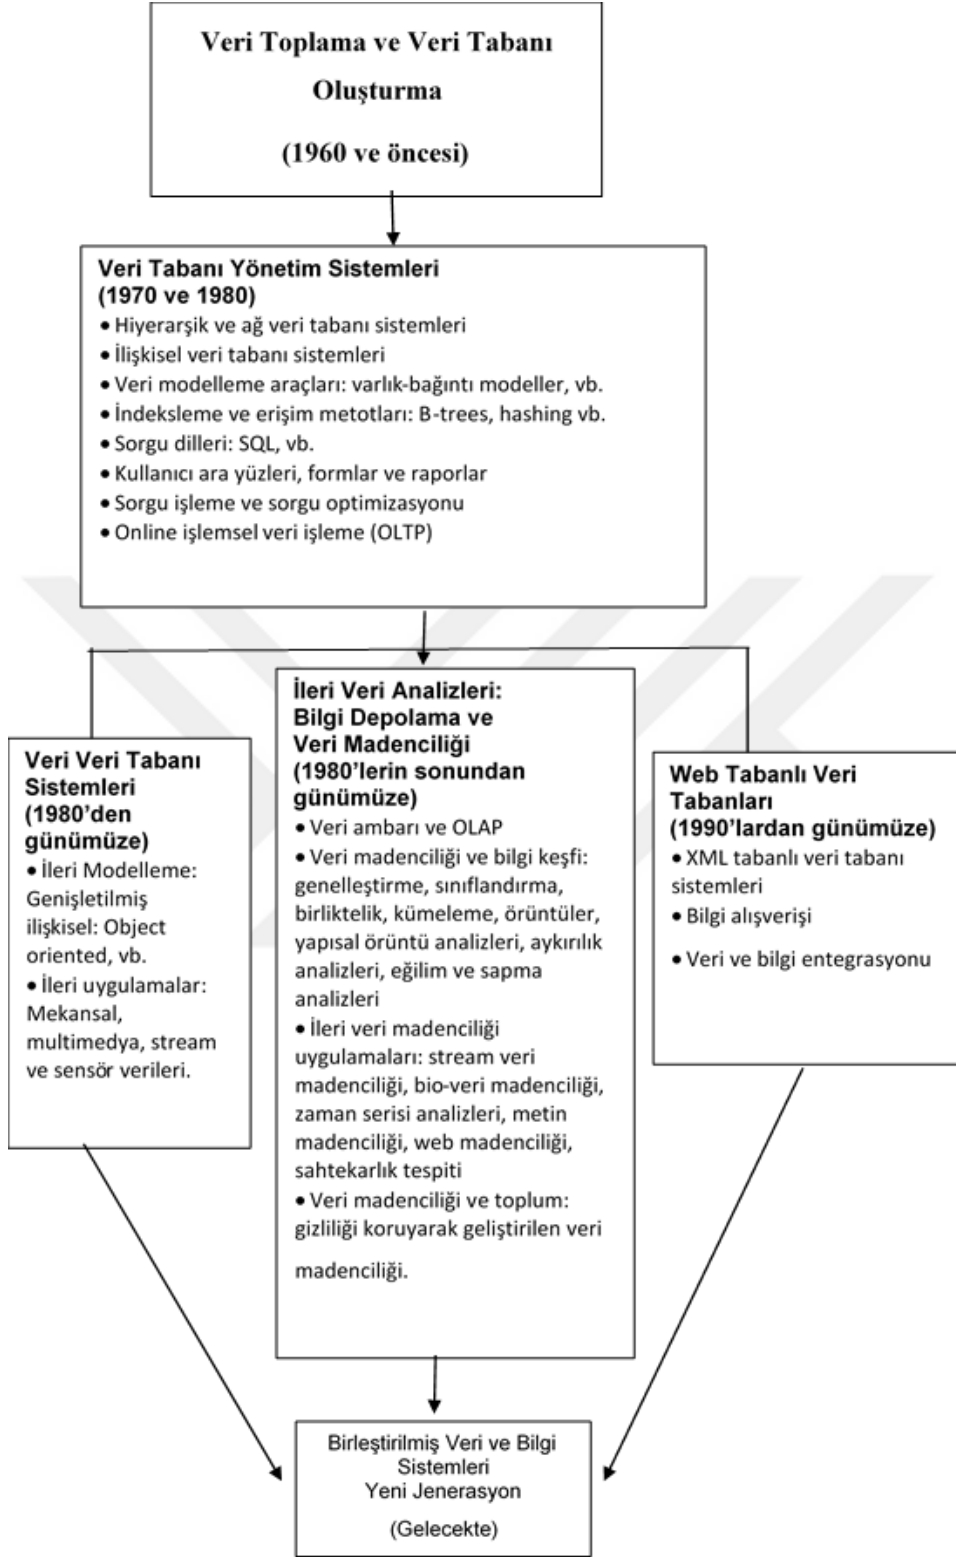 Veri Toplama ve Veri Tabanı
Oluşturma
(1960 ve öncesi)
Veri Tabanı Yönetim Sistemleri
(1970 ve 1980)
• Hiyerarşik ve ağ veri tabanı sistemleri
• İlişkisel veri tabanı sistemleri
• Veri modelleme araçları: varlık-bağıntı modeller, vb.
• İndeksleme ve erişim metotları: B-trees, hashing vb.
• Sorgu dilleri: SQL, vb.
• Kullanıcı ara yüzleri, formlar ve raporlar
• Sorgu işleme ve sorgu optimizasyonu
• Online işlemsel veri işleme (OLTP)
Veri Veri Tabanı
Sistemleri
(1980’den
günümüze)
• İleri Modelleme:
Genişletilmiş
ilişkisel: Object
oriented, vb.
• İleri uygulamalar:
Mekansal,
multimedya, stream
ve sensör verileri.
İleri Veri Analizleri:
Bilgi Depolama ve
Veri Madenciliği
(1980’lerin sonundan
günümüze)
• Veri ambarı ve OLAP
• Veri madenciliği ve bilgi keşfi:
genelleştirme, sınıflandırma,
birliktelik, kümeleme, örüntüler,
yapısal örüntü analizleri, aykırılık
analizleri, eğilim ve sapma
analizleri
• İleri veri madenciliği
uygulamaları: stream veri
madenciliği, bio-veri madenciliği,
zaman serisi analizleri, metin
madenciliği, web madenciliği,
sahtekarlık tespiti
• Veri madenciliği ve toplum:
gizliliği koruyarak geliştirilen veri
madenciliği.
Web Tabanlı Veri
Tabanları
(1990’lardan günümüze)
• XML tabanlı veri tabanı
sistemleri
• Bilgi alışverişi
• Veri ve bilgi entegrasyonu
Birleştirilmiş Veri ve Bilgi
Sistemleri
Yeni Jenerasyon
(Gelecekte)